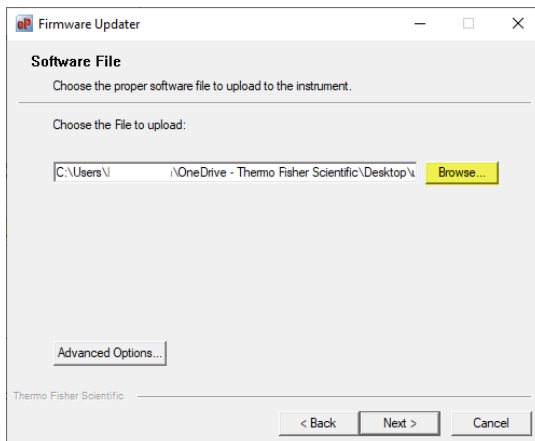 Firmware Updater
Software File
Choose the proper software file to upload to the instrument.
Choose the File to upload:
C:\Users\ \OneDrive - Thermo Fisher Scientific\Desktop\
Browse...
Advanced Options...
Thermo Fisher Scientific
< Back Next > Cancel